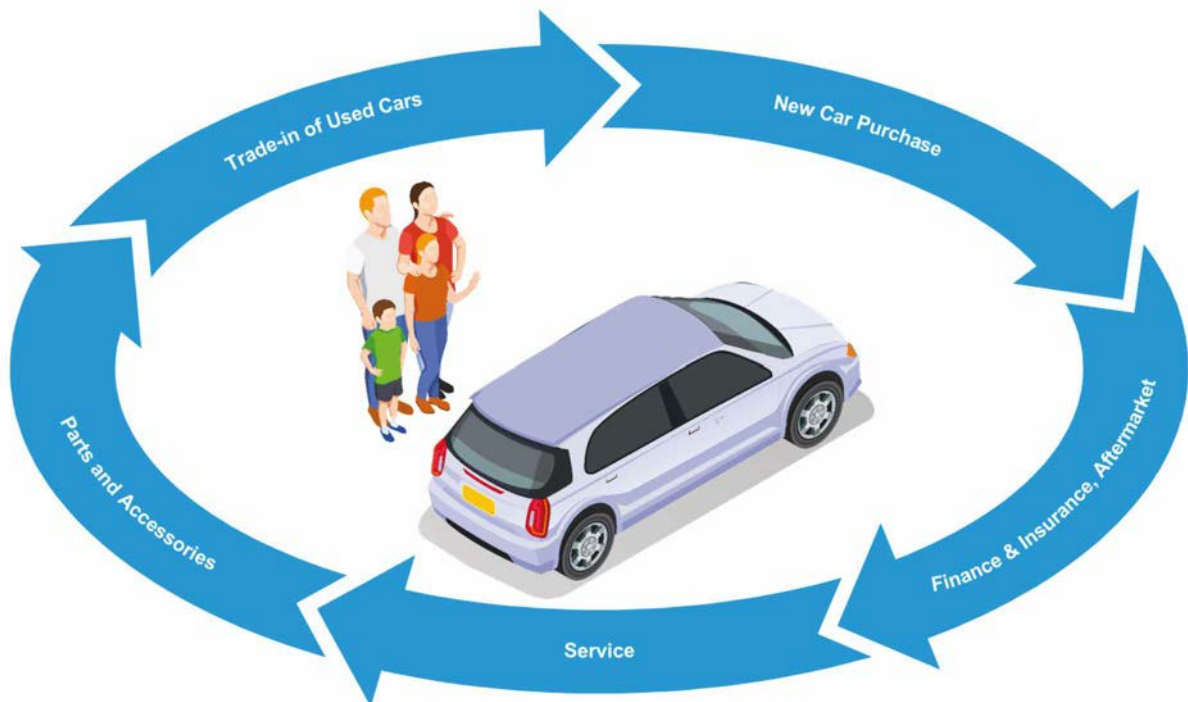 Trade-in of Used Cars
New Car Purchase
Finance & Insurance, Aftermarket
Service
Parts and Accessories